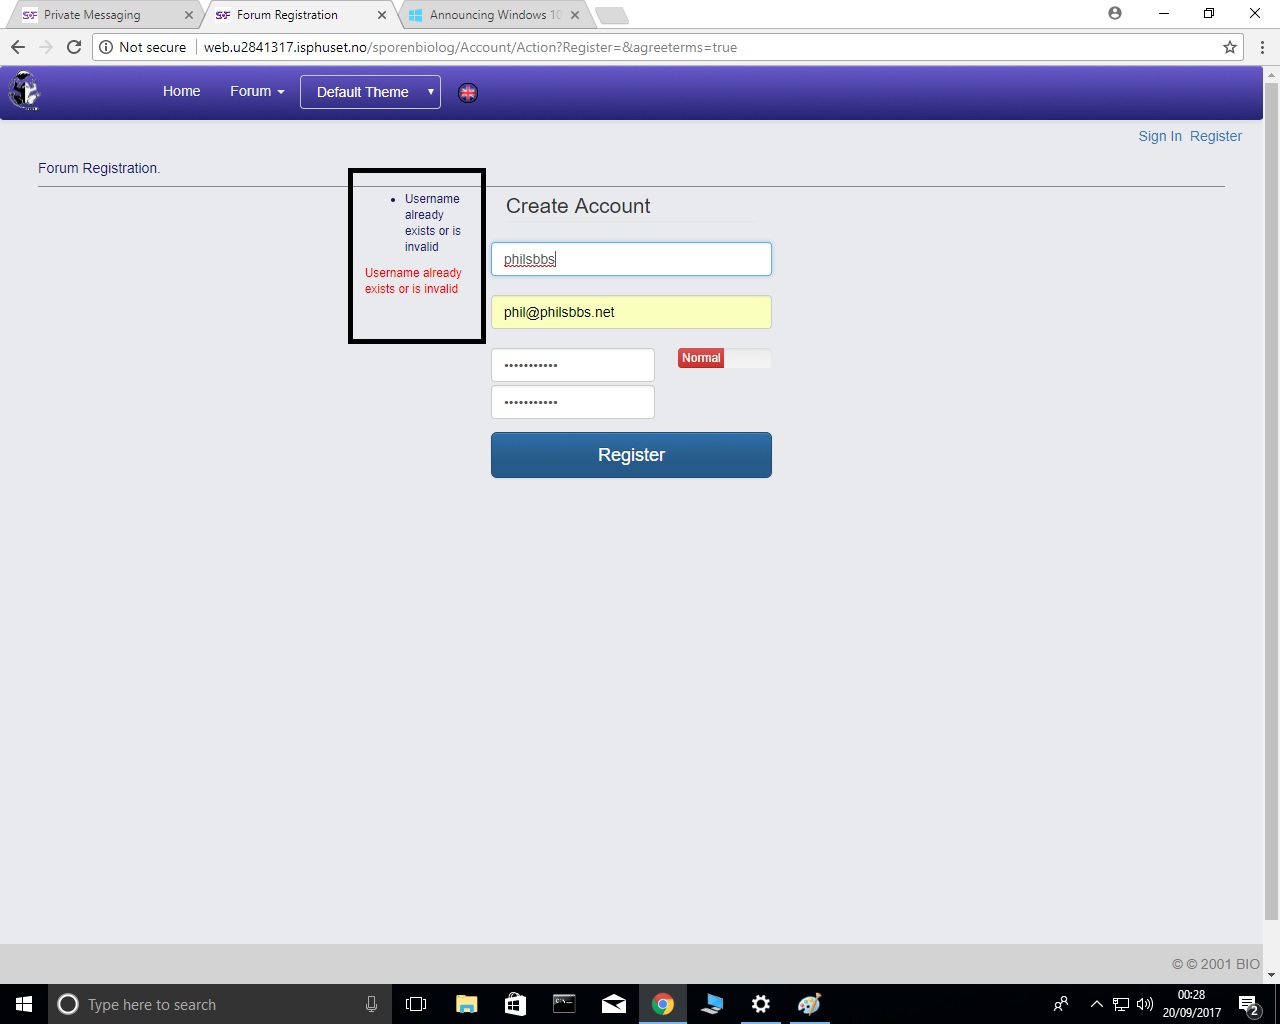 Private Messaging
Forum Registration
Announcing Windows 10
Not secure
web.u2841317.isphuset.no/sporenbiolog/Account/Action?Register=&agreeterms=true
Home
Forum
Default Theme
Sign In Register
Forum Registration.
Username
already
exists or is
invalid
Username already
exists or is invalid
Create Account
philsbbs
phil@philsbbs.net
•••••••••••
Normal
•••••••••••
Register
© © 2001 BIO
Type here to search
00:28
20/09/2017
2